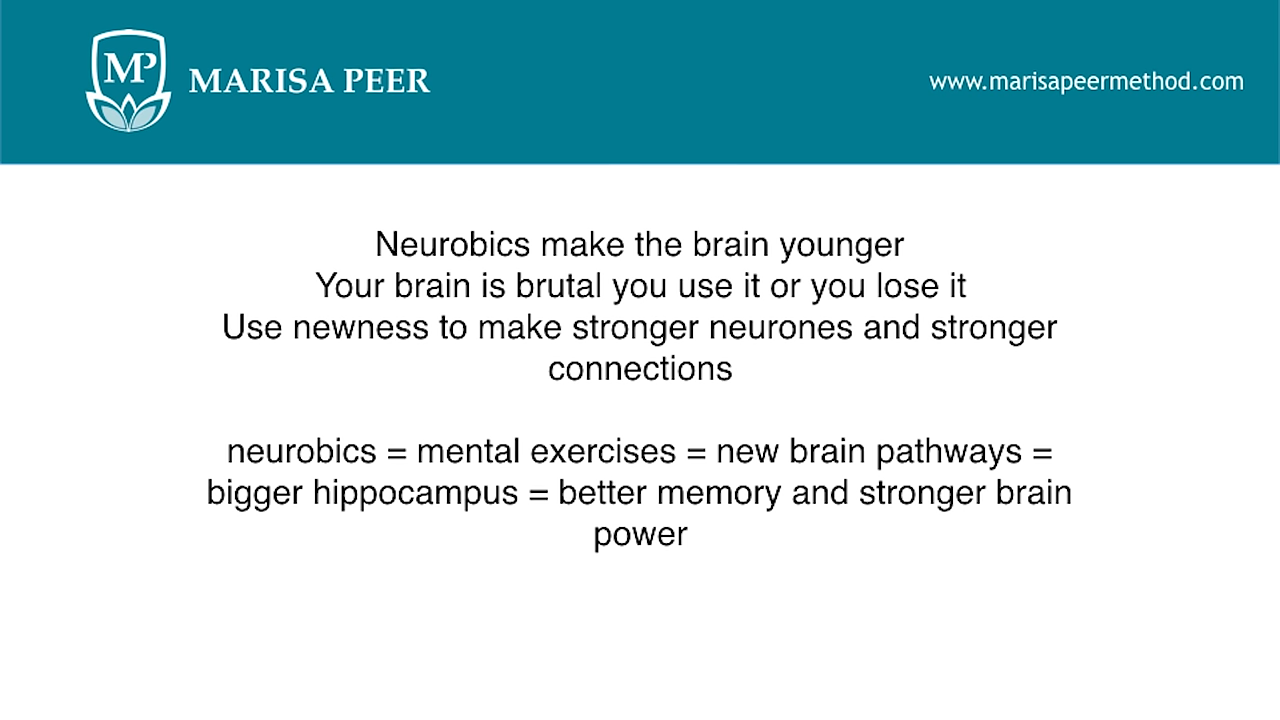 MP
MARISA PEER
www.marisapeermethod.com
Neurobics make the brain younger
Your brain is brutal you use it or you lose it
Use newness to make stronger neurones and stronger
connections
neurobics = mental exercises = new brain pathways =
bigger hippocampus = better memory and stronger brain
power